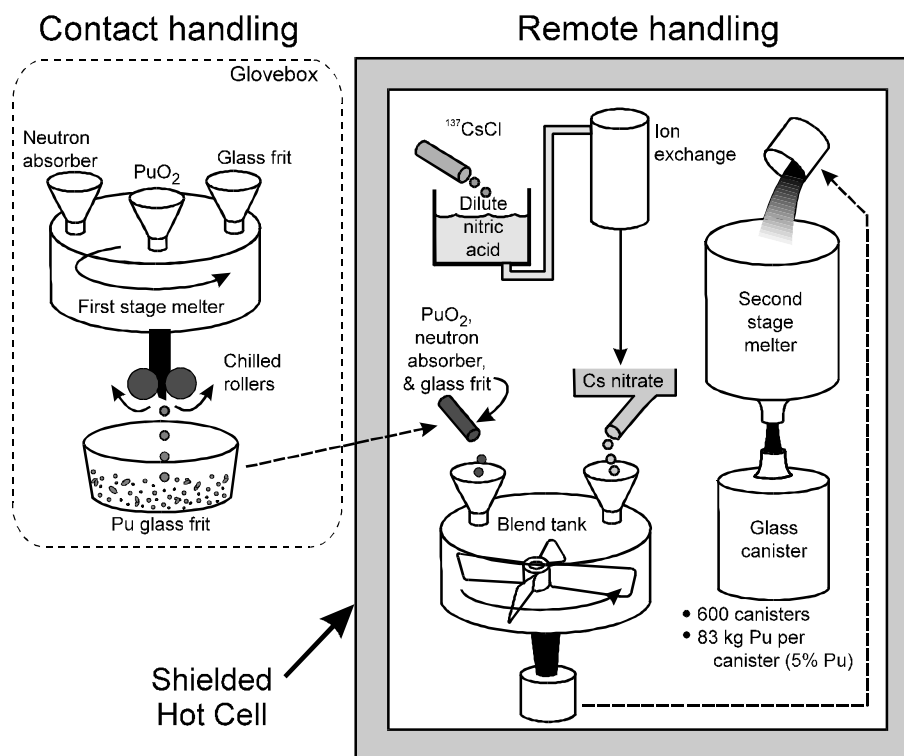 Contact handling
Glovebox
Neutron
absorber
PuO₂
Glass frit
First stage melter
Chilled
rollers
Pu glass frit
Shielded
Hot Cell
Remote handling
¹³⁷CsCl
Dilute
nitric
acid
Ion
exchange
PuO₂,
neutron
absorber,
& glass frit
Cs nitrate
Blend tank
Second
stage
melter
Glass
canister
• 600 canisters
• 83 kg Pu per
canister (5% Pu)